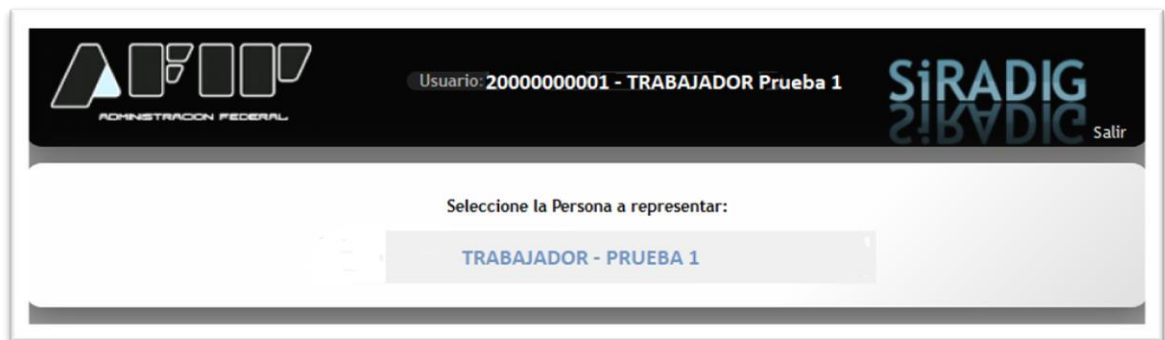 AFIP
ADMINISTRACION FEDERAL
Usuario: 20000000001 - TRABAJADOR Prueba 1
SiRADIG
Salir
Seleccione la Persona a representar:
TRABAJADOR - PRUEBA 1